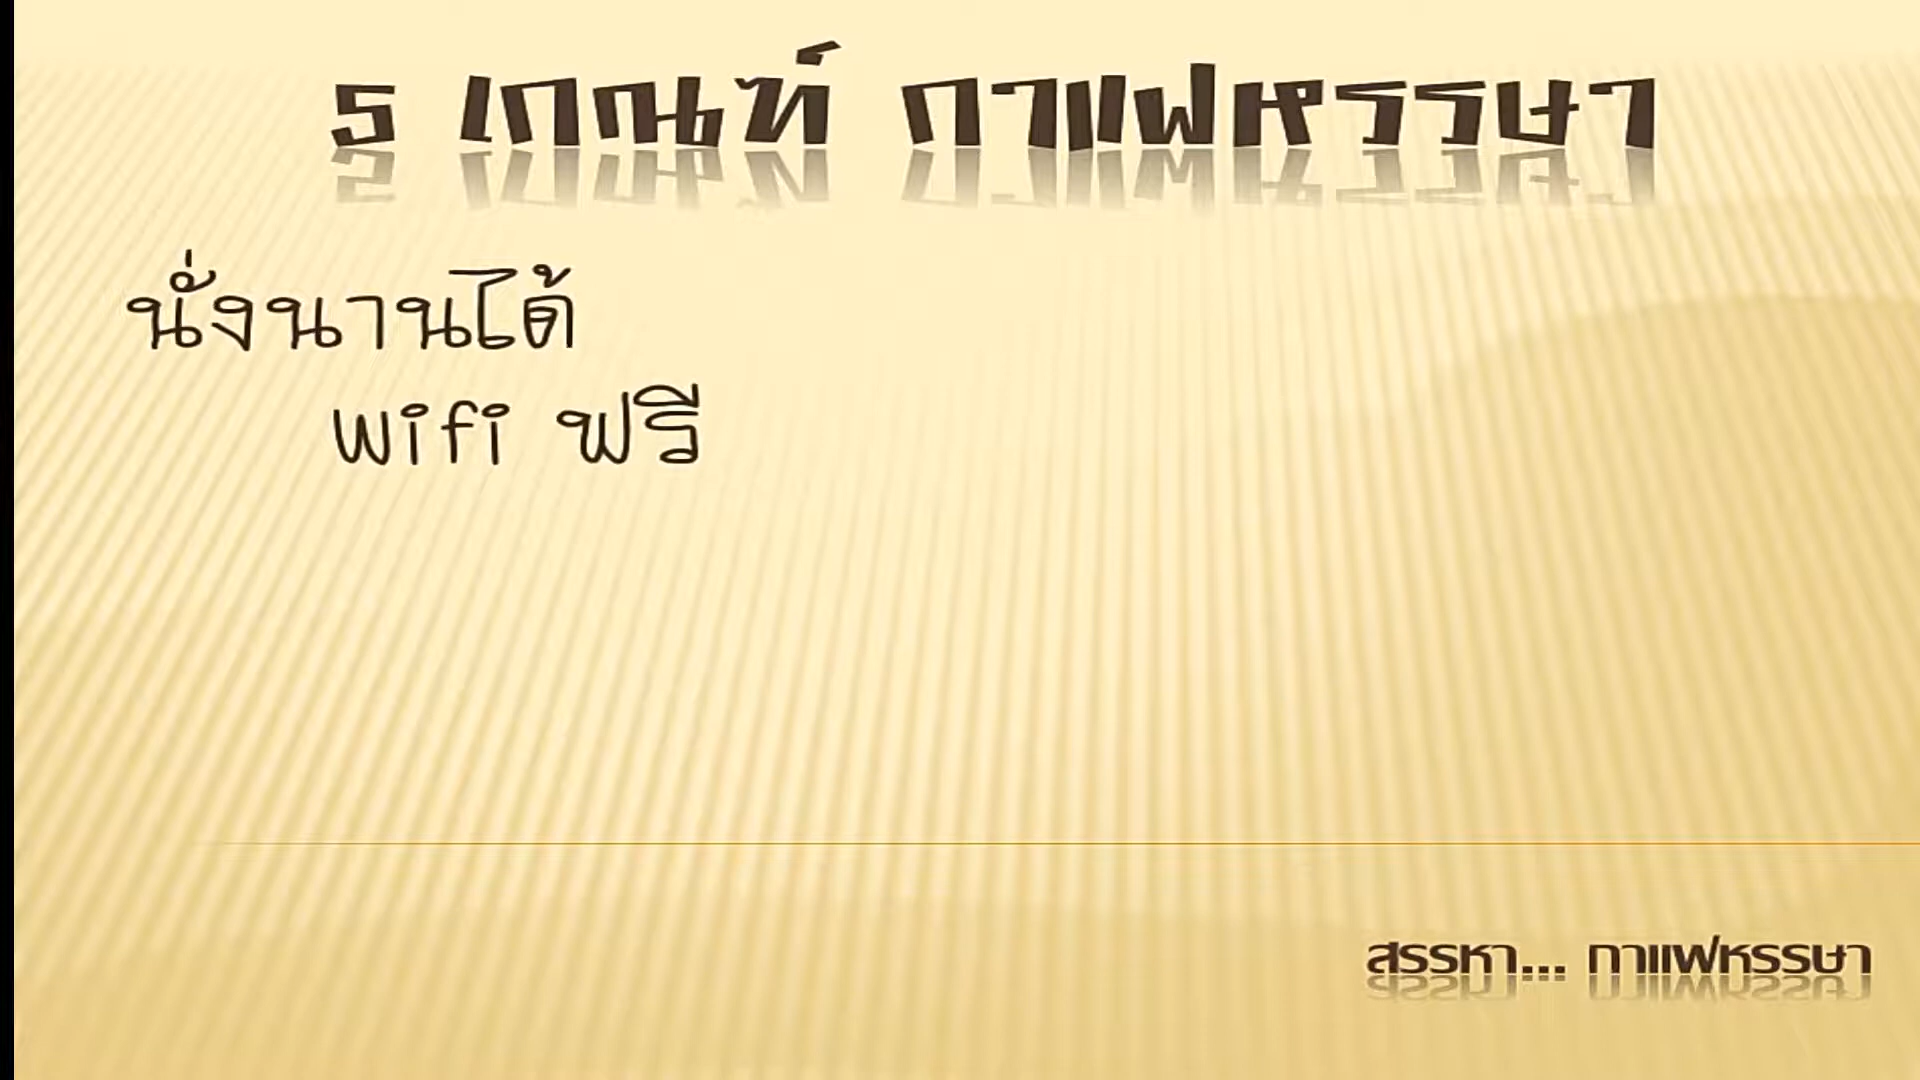 5 เกณฑ์ กาแฟหรรษา
นั่งนานได้
wifi ฟรี
สรรหา... กาแฟหรรษา